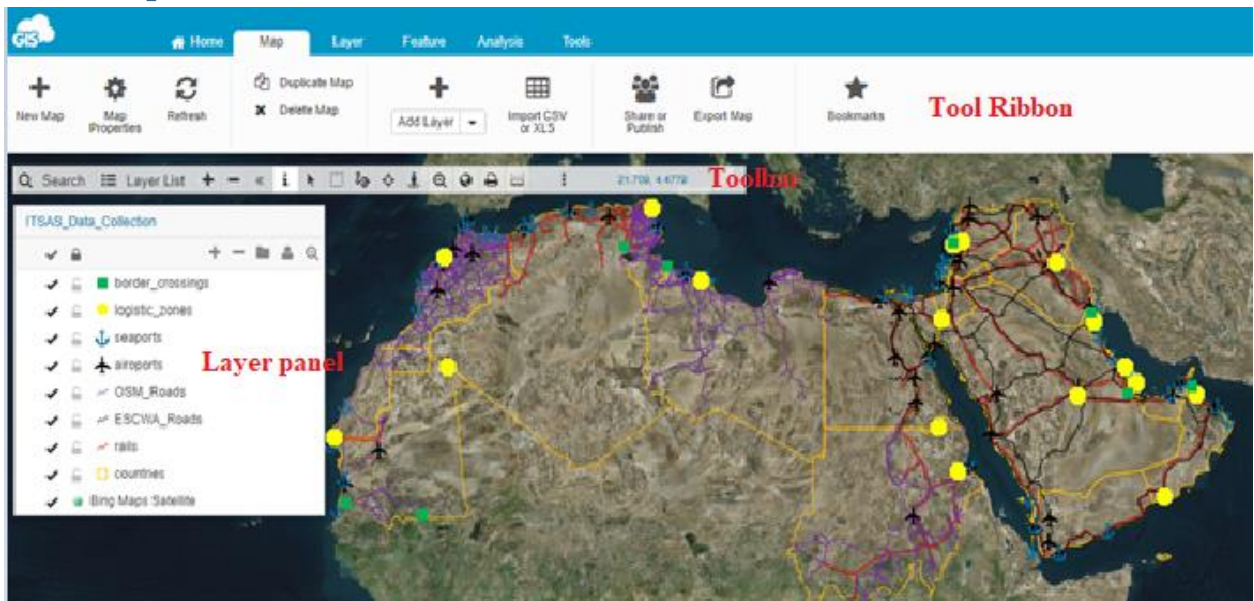 GIS
Home Map Layer Feature Analysis Tools
New Map
Map Properties
Refresh
Duplicate Map
Delete Map
Add Layer
Import CSV or XLS
Share or Publish
Export Map
Bookmarks
Tool Ribbon
Search Layer List
Toolbar
ITSAS_Data_Collection
border_crossings
logistic_zones
seaports
airports
Layer panel
OSM_Roads
ESCWA_Roads
rails
countries
Bing Maps Satellite